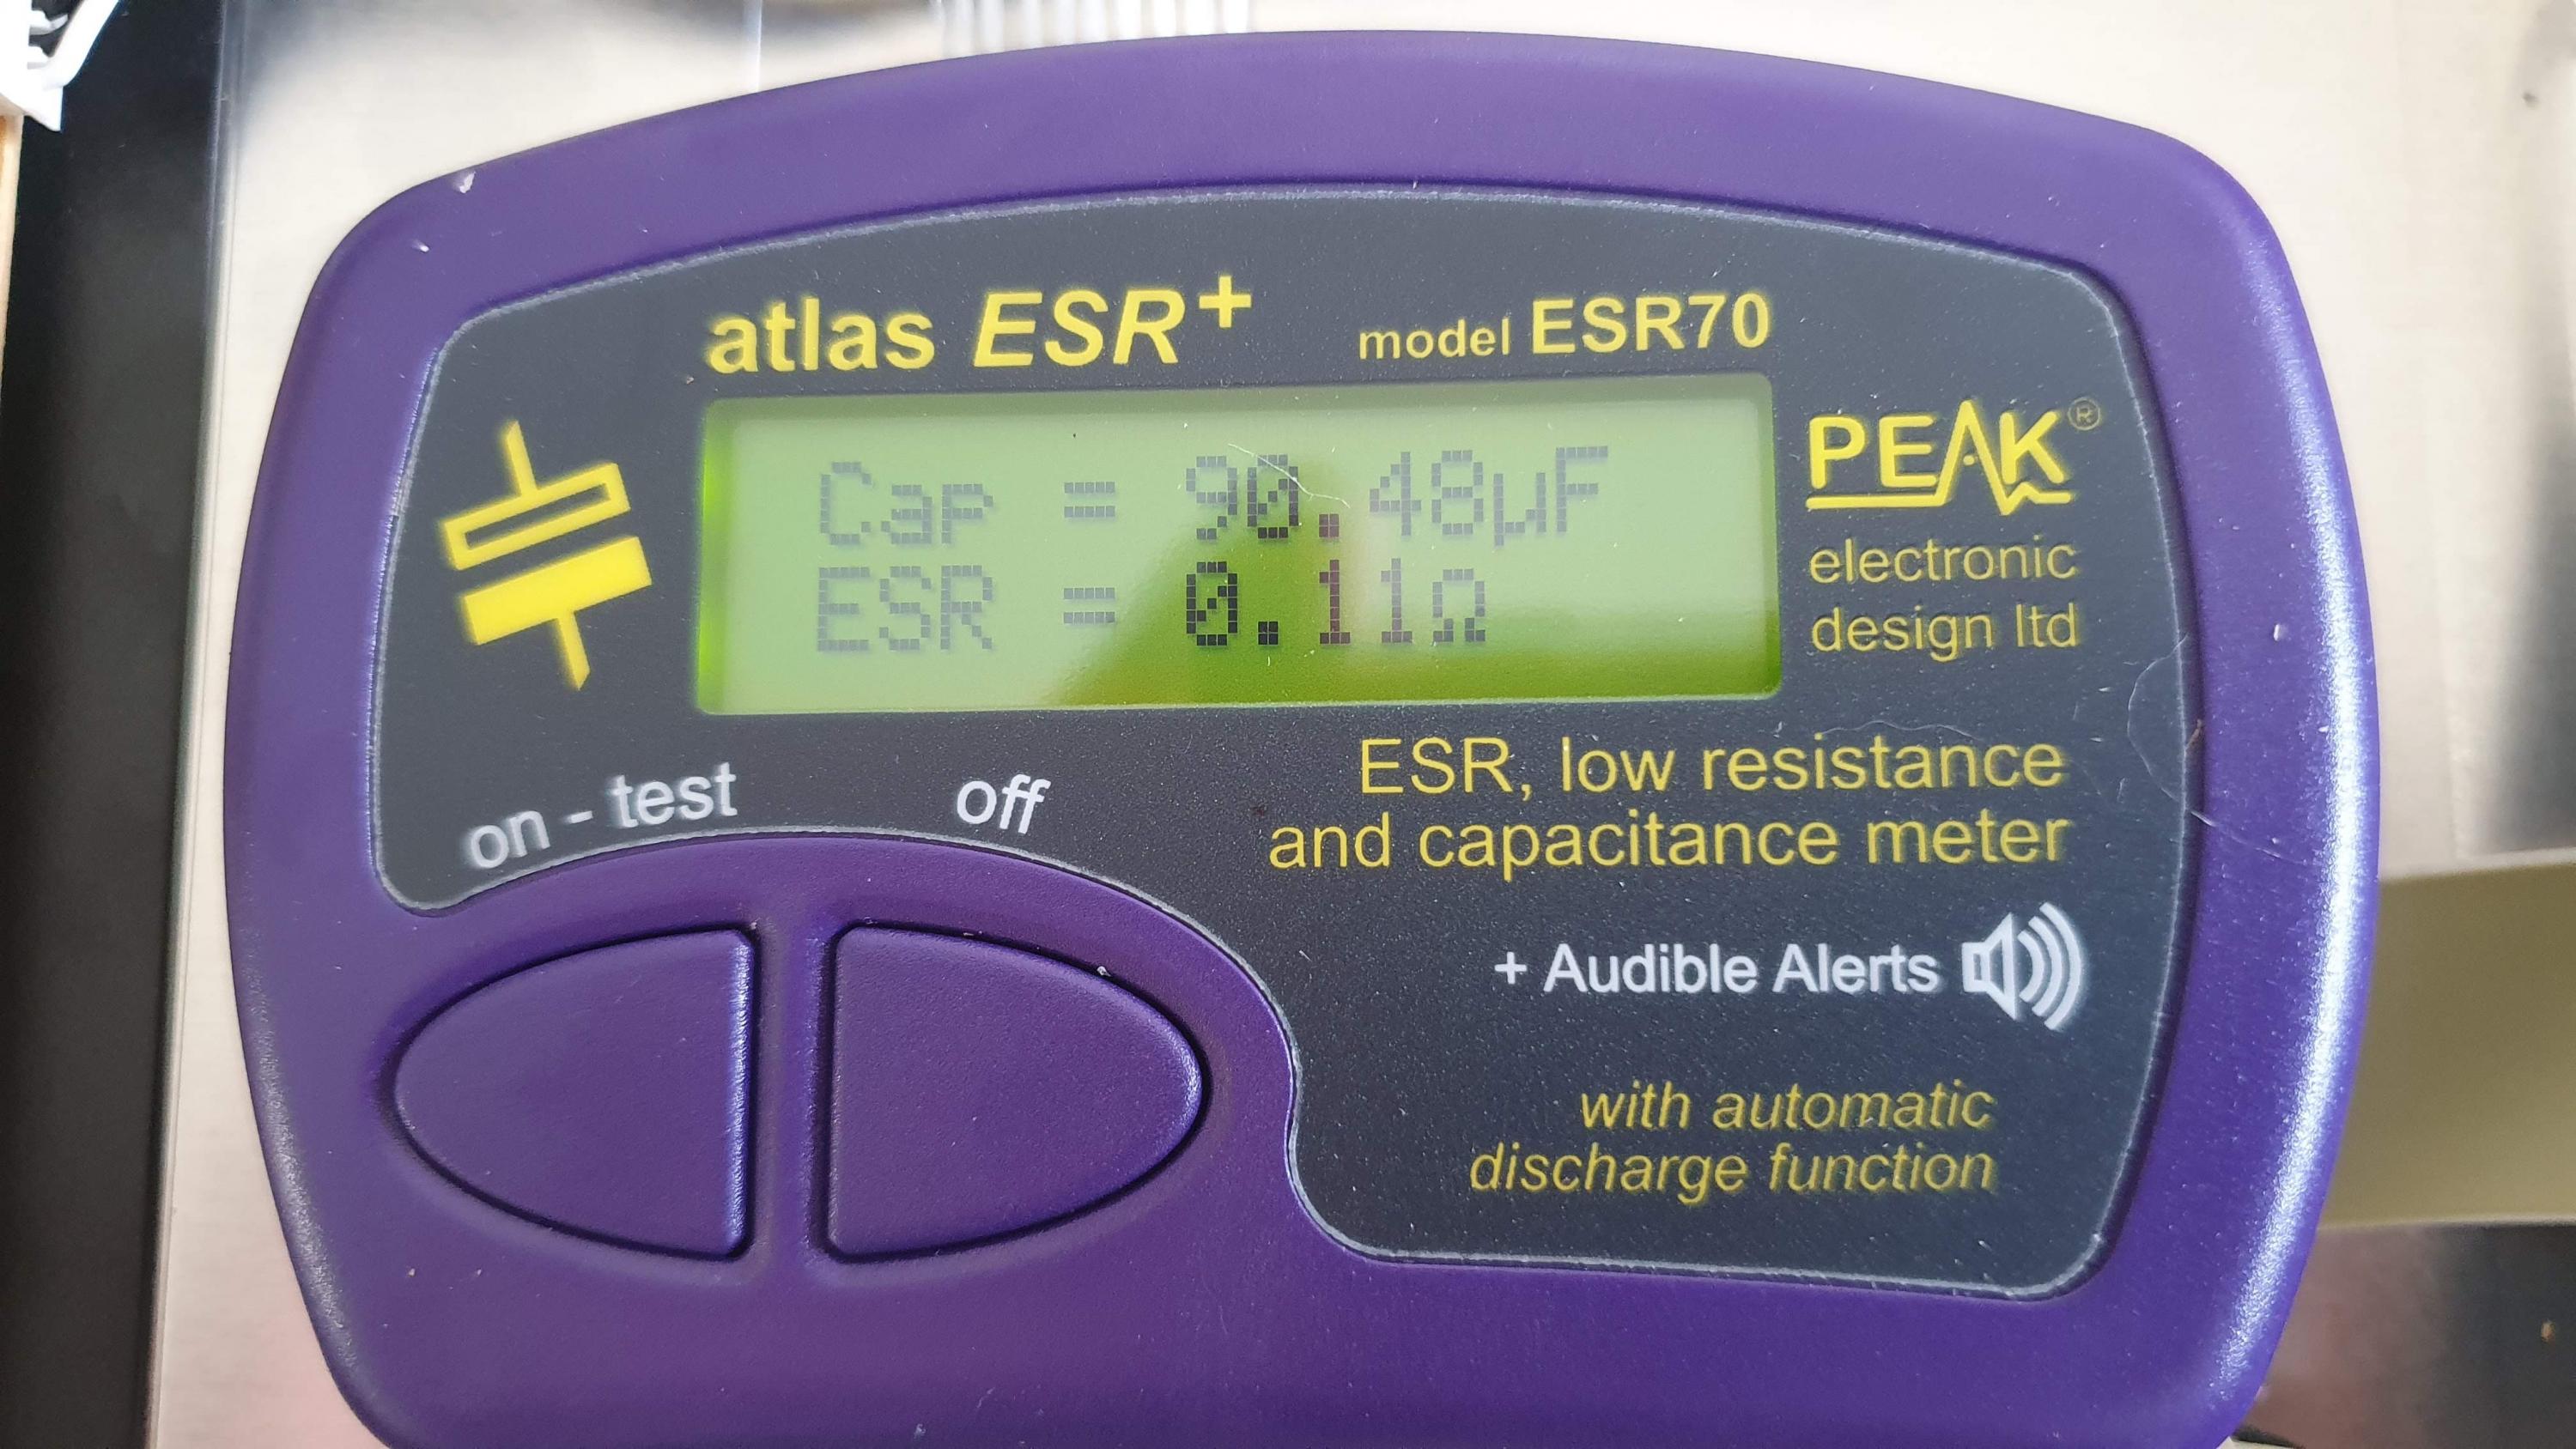 atlas ESR+ model ESR70
Cap = 90.48µF
ESR = 0.11Ω
PEAK®
electronic
design ltd
on - test off
ESR, low resistance
and capacitance meter
+ Audible Alerts
with automatic
discharge function